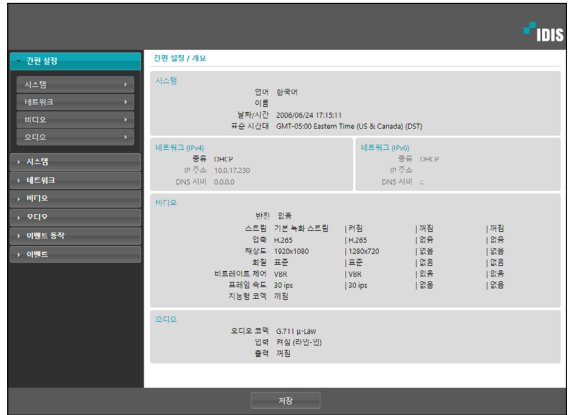 IDIS
간편 설정
시스템
네트워크
비디오
오디오
시스템
네트워크
비디오
오디오
이벤트 동작
이벤트
간편 설정 / 개요
시스템
언어 한국어
이름
날짜/시간 2006/06/24 17:15:11
표준 시간대 GMT-05:00 Eastern Time (US & Canada) (DST)
네트워크 (IPv4)
종류 DHCP
IP 주소 10.0.17.230
DNS 서버 0.0.0.0
네트워크 (IPv6)
종류 DHCP
IP 주소
DNS 서버 ::
비디오
반전 없음
스트림 기본 녹화 스트림 | 켜짐 | 꺼짐 | 꺼짐
압축 H.265 | H.265 | 없음 | 없음
해상도 1920x1080 | 1280x720 | 없음 | 없음
화질 표준 | 표준 | 없음 | 없음
비트레이트 제어 VBR | VBR | 없음 | 없음
프레임 속도 30 ips | 30 ips | 없음 | 없음
지능형 코덱 꺼짐
오디오
오디오 코덱 G.711 μ-Law
입력 켜짐 (라인-인)
출력 꺼짐
저장